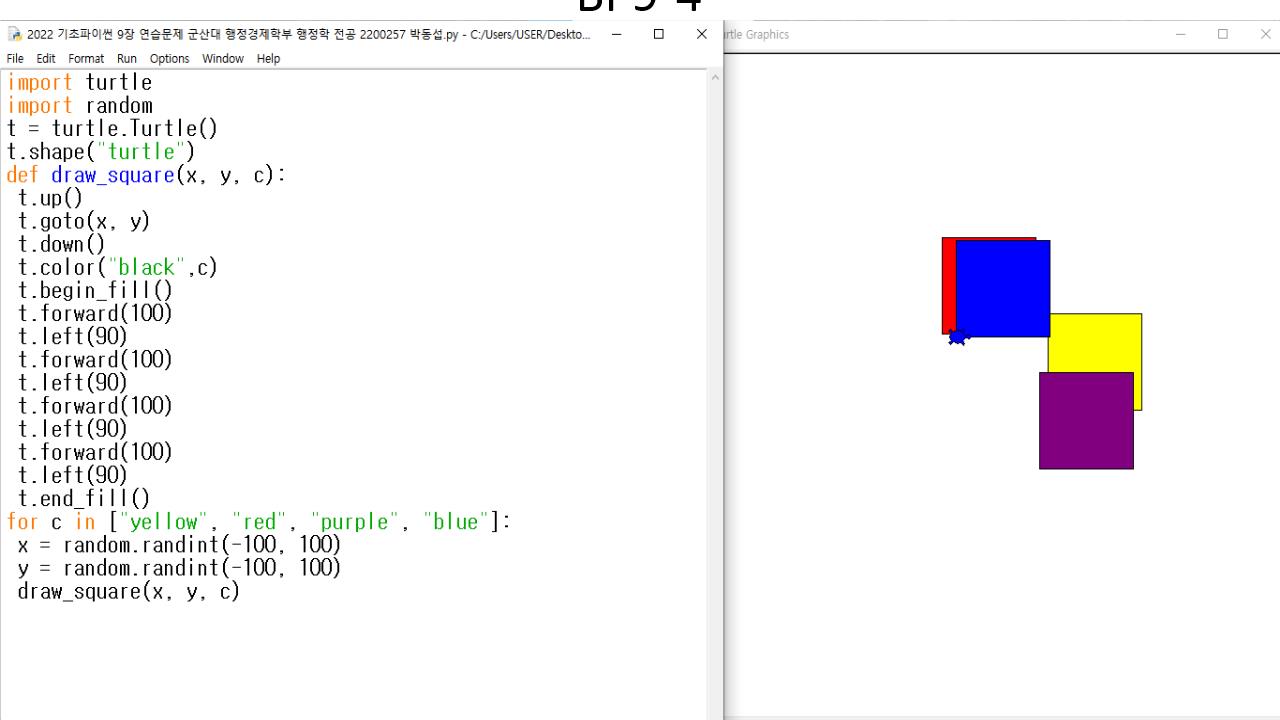 2022 기초파이썬 9장 연습문제 군산대 행정경제학부 행정학 전공 2200257 박동섭.py - C:/Users/USER/Deskto...
rtle Graphics
File Edit Format Run Options Window Help
import turtle
import random
t = turtle.Turtle()
t.shape("turtle")
def draw_square(x, y, c):
 t.up()
 t.goto(x, y)
 t.down()
 t.color("black",c)
 t.begin_fill()
 t.forward(100)
 t.left(90)
 t.forward(100)
 t.left(90)
 t.forward(100)
 t.left(90)
 t.forward(100)
 t.left(90)
 t.end_fill()
for c in ["yellow", "red", "purple", "blue"]:
 x = random.randint(-100, 100)
 y = random.randint(-100, 100)
 draw_square(x, y, c)